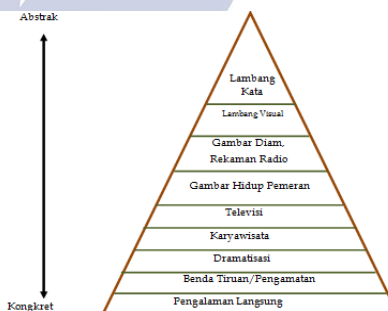 Abstrak
Lambang
Kata
Lambang Visual
Gambar Diam,
Rekaman Radio
Gambar Hidup Pemeran
Televisi
Karyawisata
Dramatisasi
Benda Tiruan/Pengamatan
Pengalaman Langsung
Kongkret